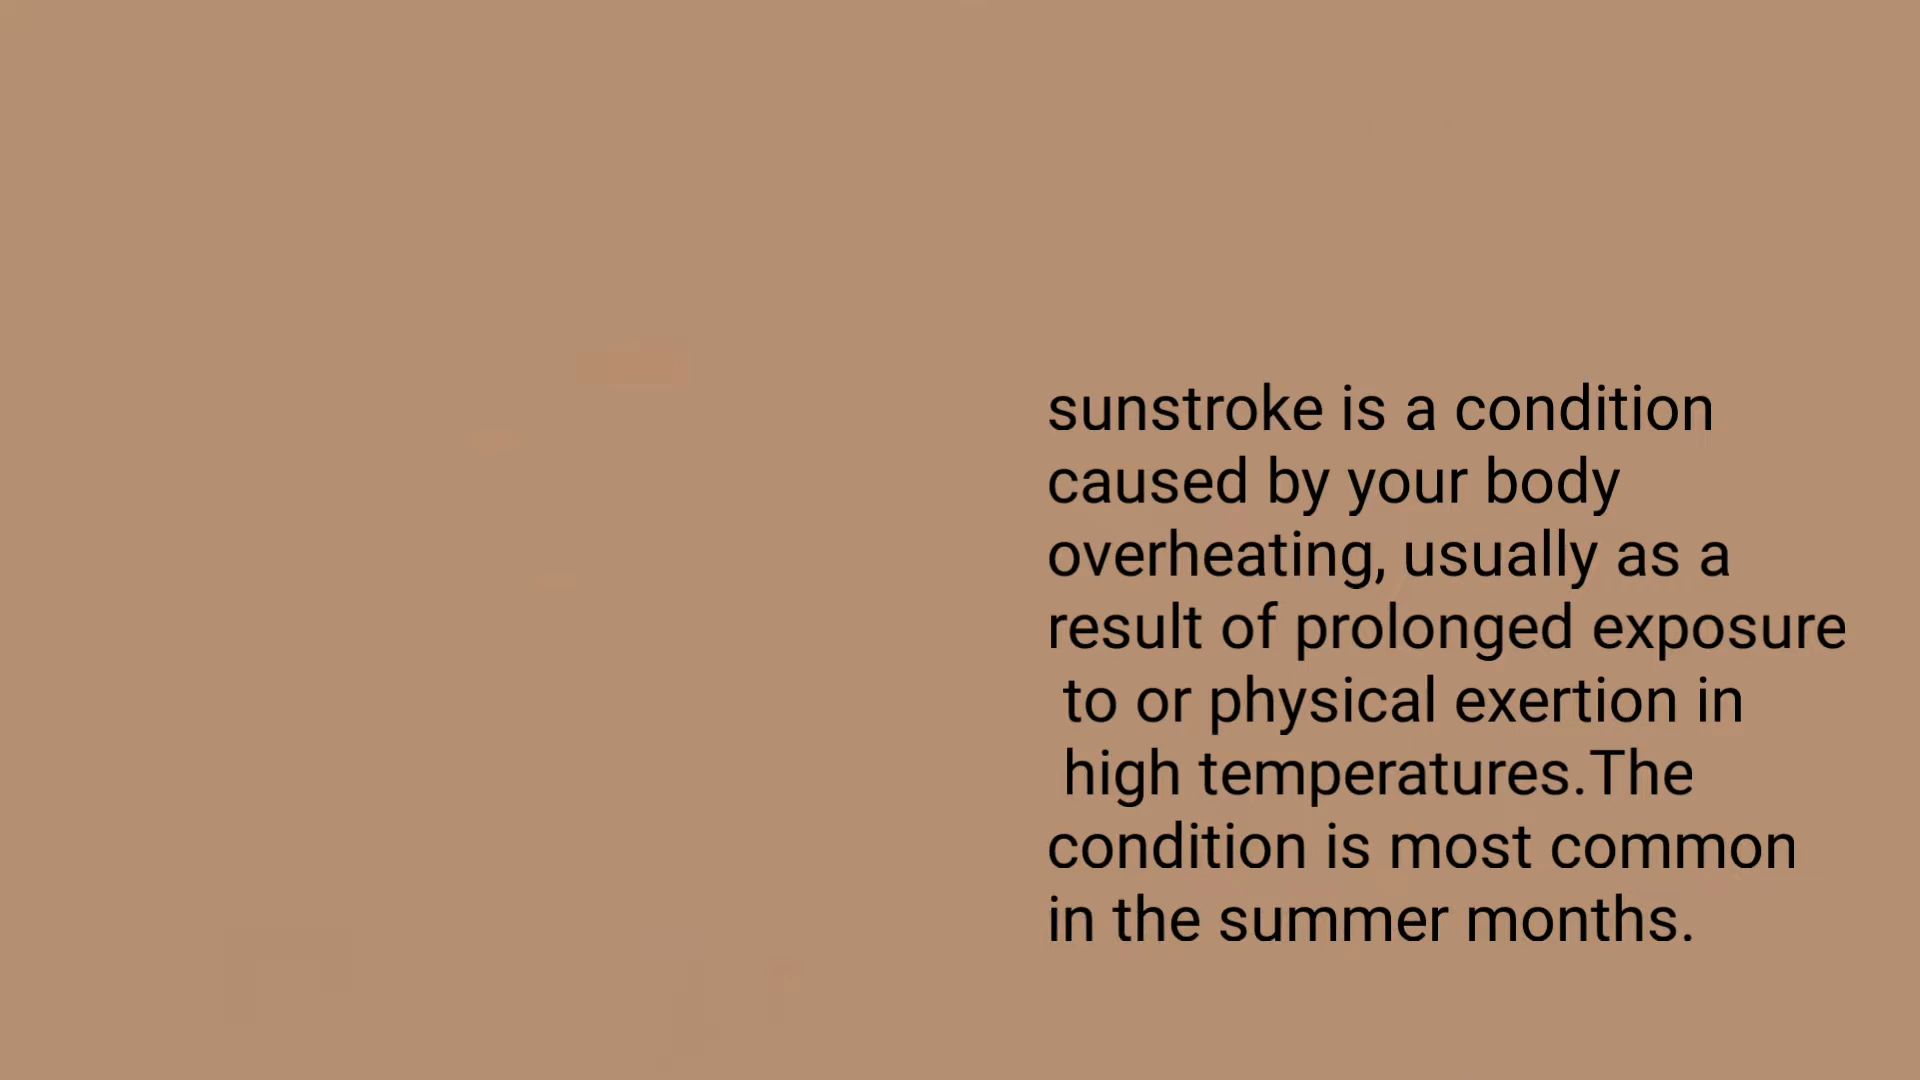 sunstroke is a condition
caused by your body
overheating, usually as a
result of prolonged exposure
to or physical exertion in
high temperatures.The
condition is most common
in the summer months.